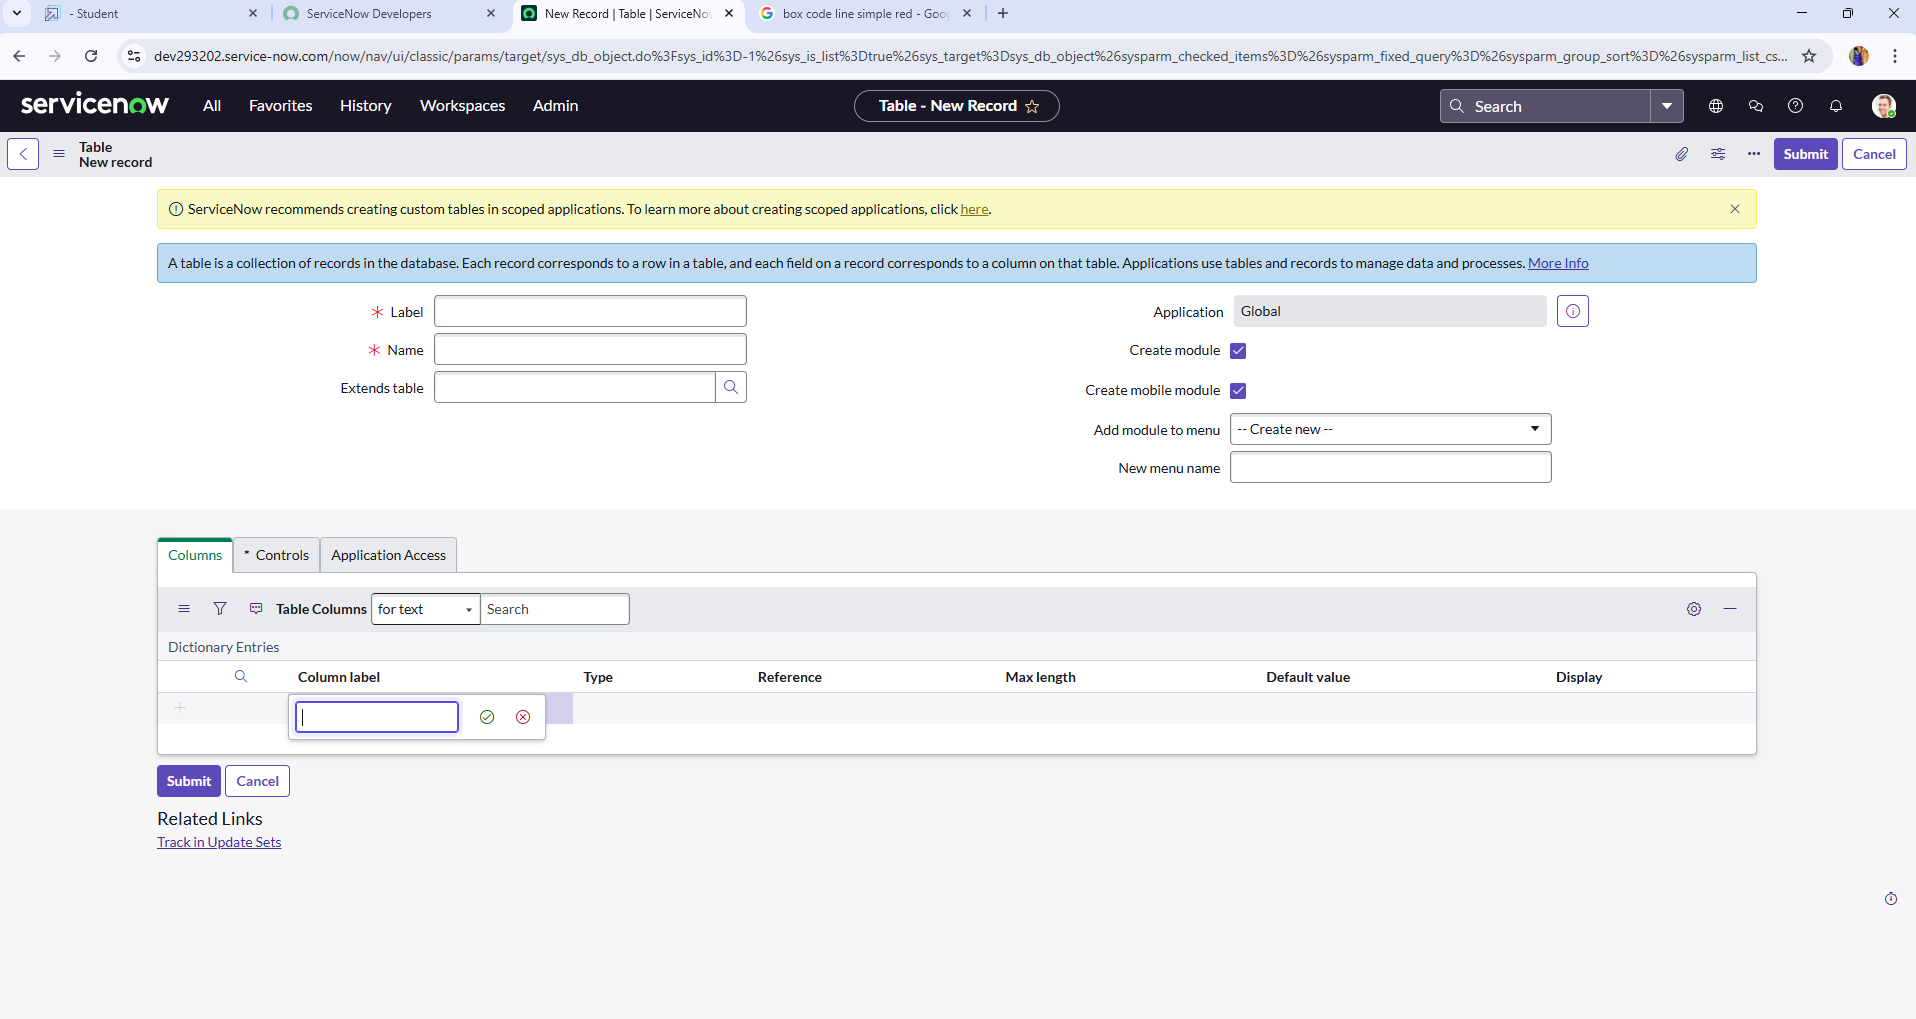 - Student
ServiceNow Developers
New Record | Table | ServiceNo
box code line simple red - Goo
dev293202.service-now.com/now/nav/ui/classic/params/target/sys_db_object.do%3Fsys_id%3D-1%26sys_is_list%3Dtrue%26sys_target%3Dsys_db_object%26sysparm_checked_items%3D%26sysparm_fixed_query%3D%26sysparm_group_sort%3D%26sysparm_list_cs...
servicenow
All
Favorites
History
Workspaces
Admin
Table - New Record
Search
Table
New record
Submit
Cancel
ServiceNow recommends creating custom tables in scoped applications. To learn more about creating scoped applications, click here.
A table is a collection of records in the database. Each record corresponds to a row in a table, and each field on a record corresponds to a column on that table. Applications use tables and records to manage data and processes. More Info
Label
Name
Extends table
Application
Global
Create module
Create mobile module
Add module to menu
-- Create new --
New menu name
Columns
* Controls
Application Access
Table Columns
for text
Search
Dictionary Entries
Column label
Type
Reference
Max length
Default value
Display
Submit
Cancel
Related Links
Track in Update Sets